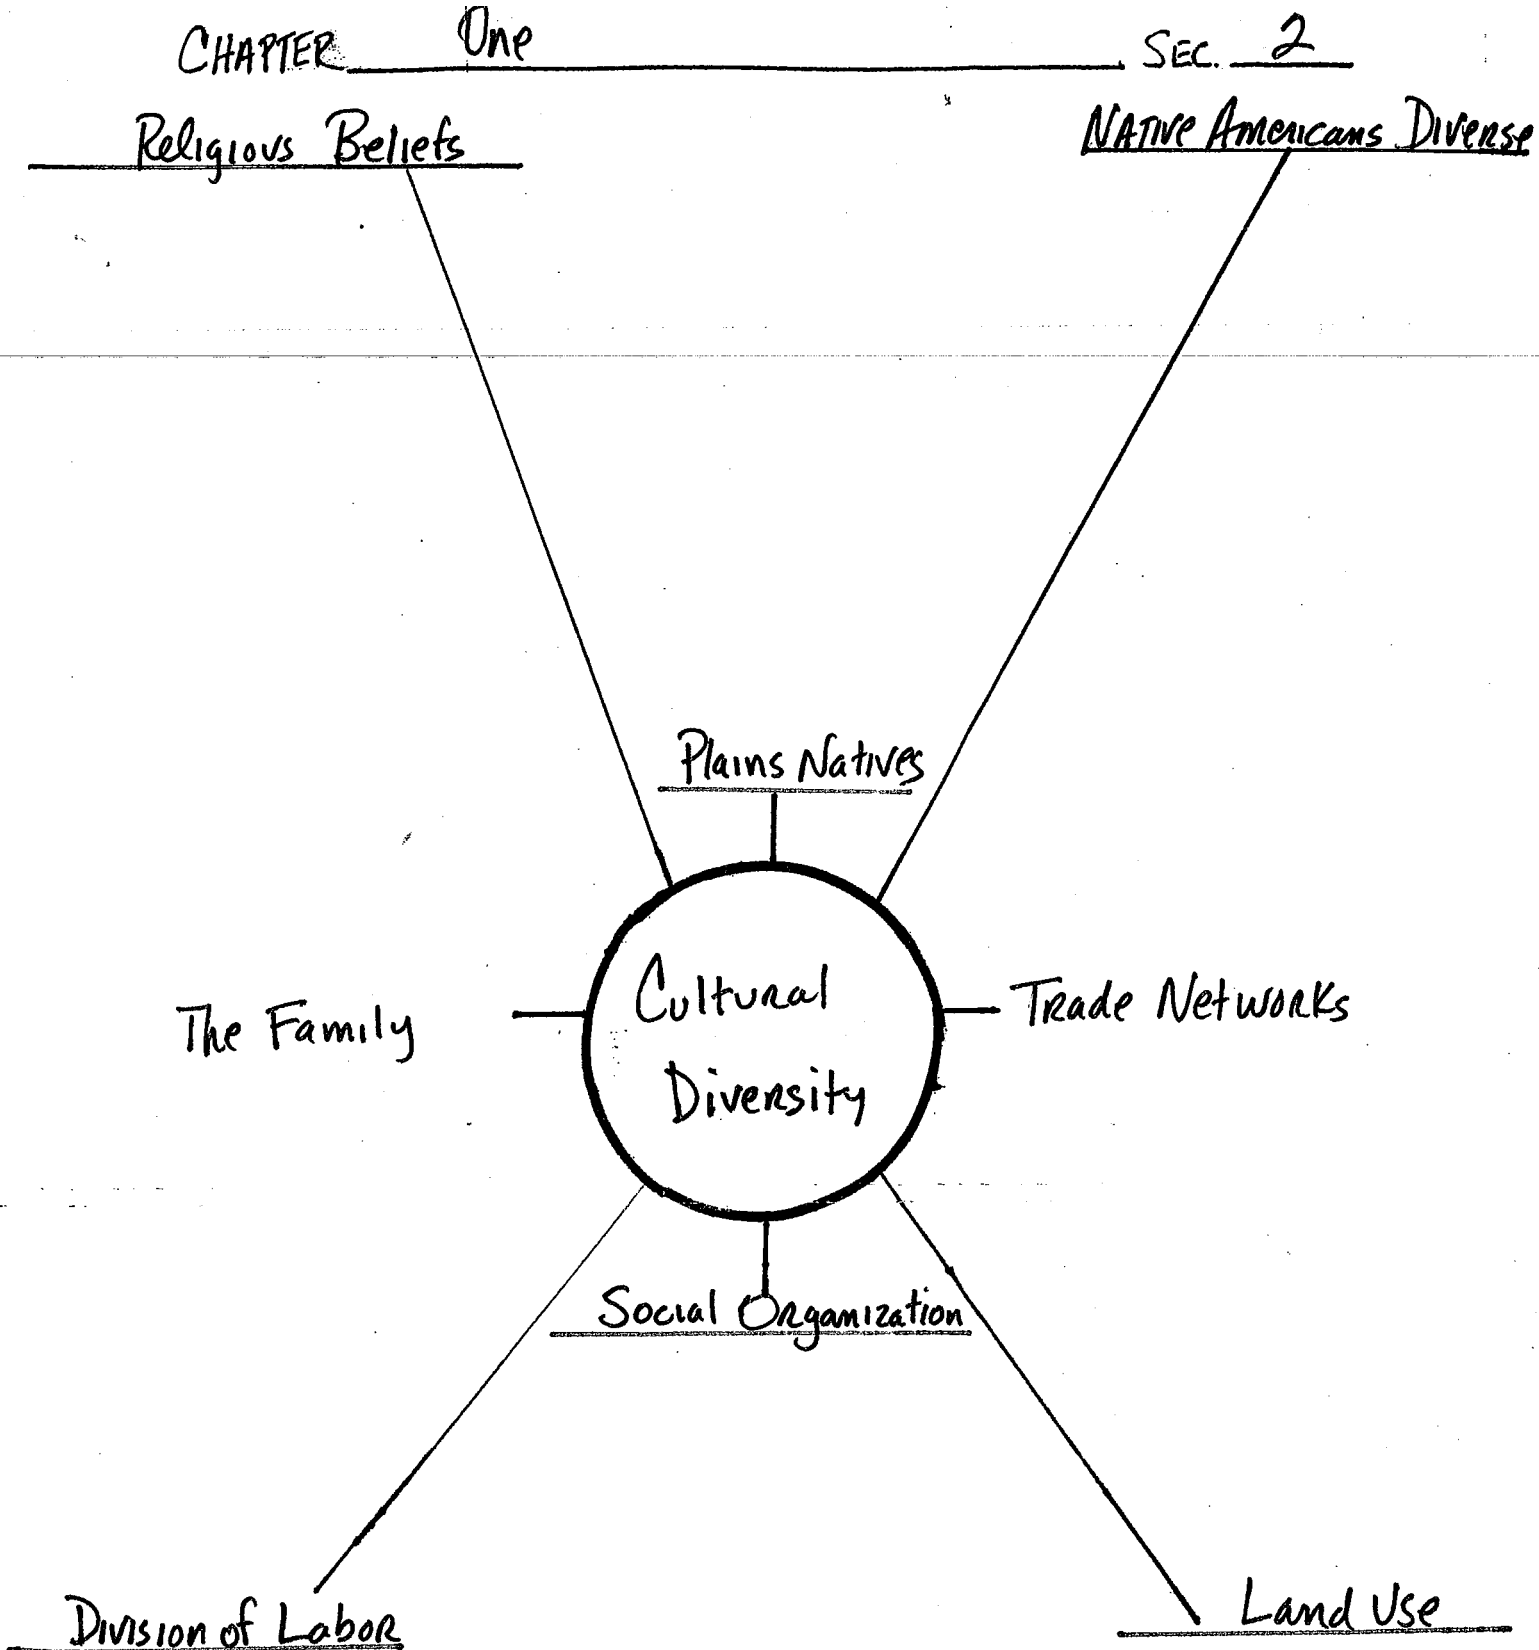 CHAPTER One SEC. 2
Religious Beliefs
Native Americans Diverse
Plains Natives
The Family
Cultural
Diversity
Trade Networks
Social Organization
Division of Labor
Land Use